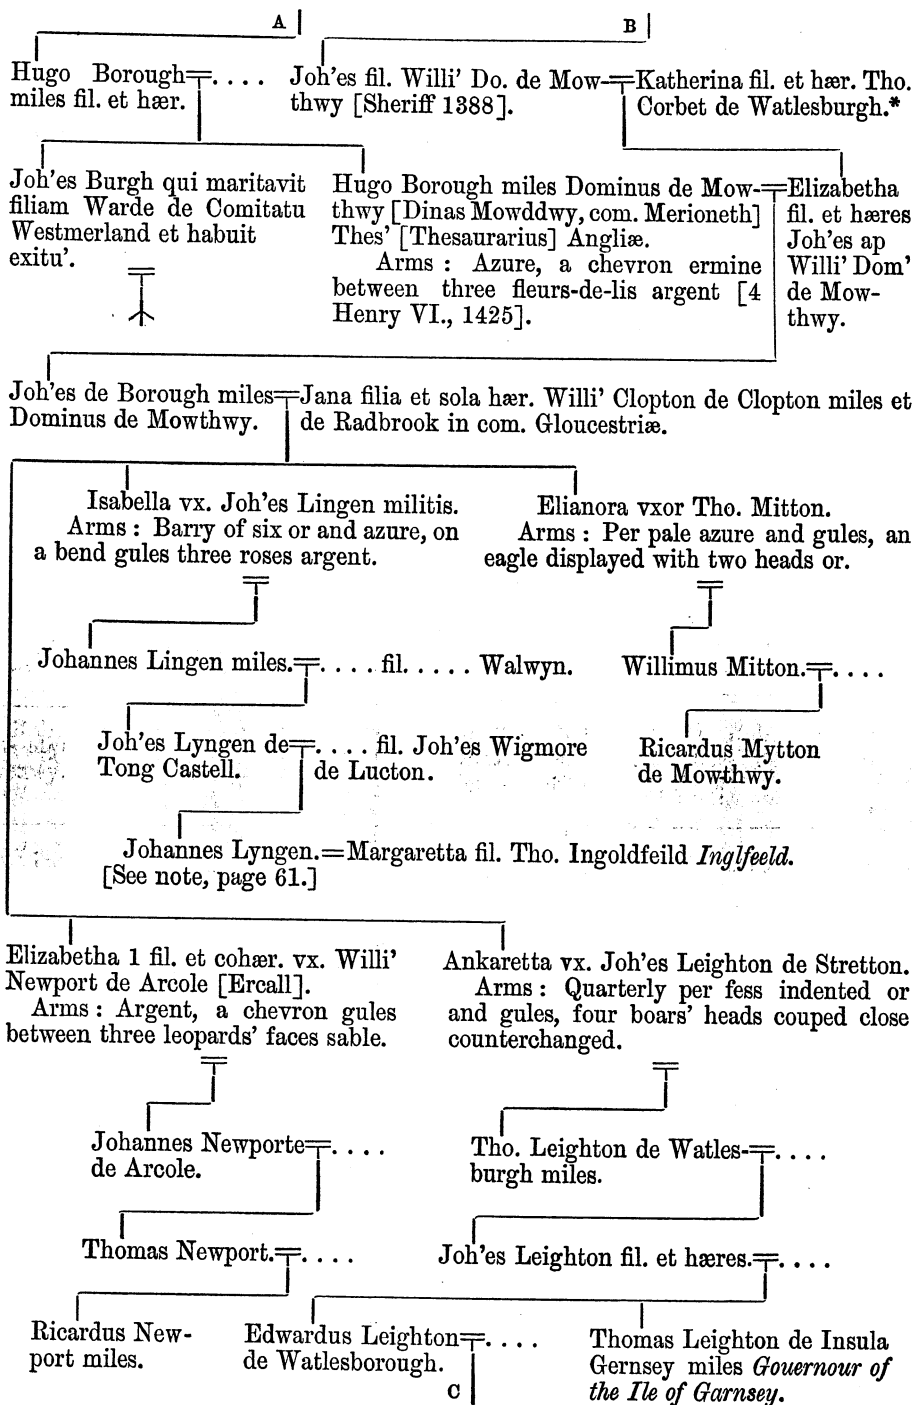 A B
Hugo Borough=.... Joh'es fil. Willi' Do. de Mow-=Katherina fil. et hær. Tho.
miles fil. et hær. thwy [Sheriff 1388]. Corbet de Watlesburgh.*
Joh'es Burgh qui maritavit
filiam Warde de Comitatu
Westmerland et habuit
exitu'.
Hugo Borough miles Dominus de Mow-=Elizabetha
thwy [Dinas Mowddwy, com. Merioneth] fil. et hæres
Thes' [Thesaurarius] Angliæ. Joh'es ap
Arms : Azure, a chevron ermine Willi' Dom'
between three fleurs-de-lis argent [4 de Mow-
Henry VI., 1425]. thwy.
Joh'es de Borough miles=Jana filia et sola hær. Willi' Clopton de Clopton miles et
Dominus de Mowthwy. de Radbrook in com. Gloucestriæ.
Isabella vx. Joh'es Lingen militis.
Arms : Barry of six or and azure, on
a bend gules three roses argent.
Elianora vxor Tho. Mitton.
Arms : Per pale azure and gules, an
eagle displayed with two heads or.
Johannes Lingen miles.=.... fil. ..... Walwyn. Willimus Mitton.=....
Joh'es Lyngen de=.... fil. Joh'es Wigmore
Tong Castell. de Lucton.
Ricardus Mytton
de Mowthwy.
Johannes Lyngen.=Margaretta fil. Tho. Ingoldfeild Inglfeeld.
[See note, page 61.]
Elizabetha 1 fil. et cohær. vx. Willi'
Newport de Arcole [Ercall].
Arms : Argent, a chevron gules
between three leopards' faces sable.
Ankaretta vx. Joh'es Leighton de Stretton.
Arms : Quarterly per fess indented or
and gules, four boars' heads couped close
counterchanged.
Johannes Newporte=....
de Arcole.
Tho. Leighton de Watles-=....
burgh miles.
Thomas Newport.=.... Joh'es Leighton fil. et hæres.=....
Ricardus New-
port miles.
Edwardus Leighton=....
de Watlesborough.
C
Thomas Leighton de Insula
Gernsey miles Gouernour of
the Ile of Garnsey.